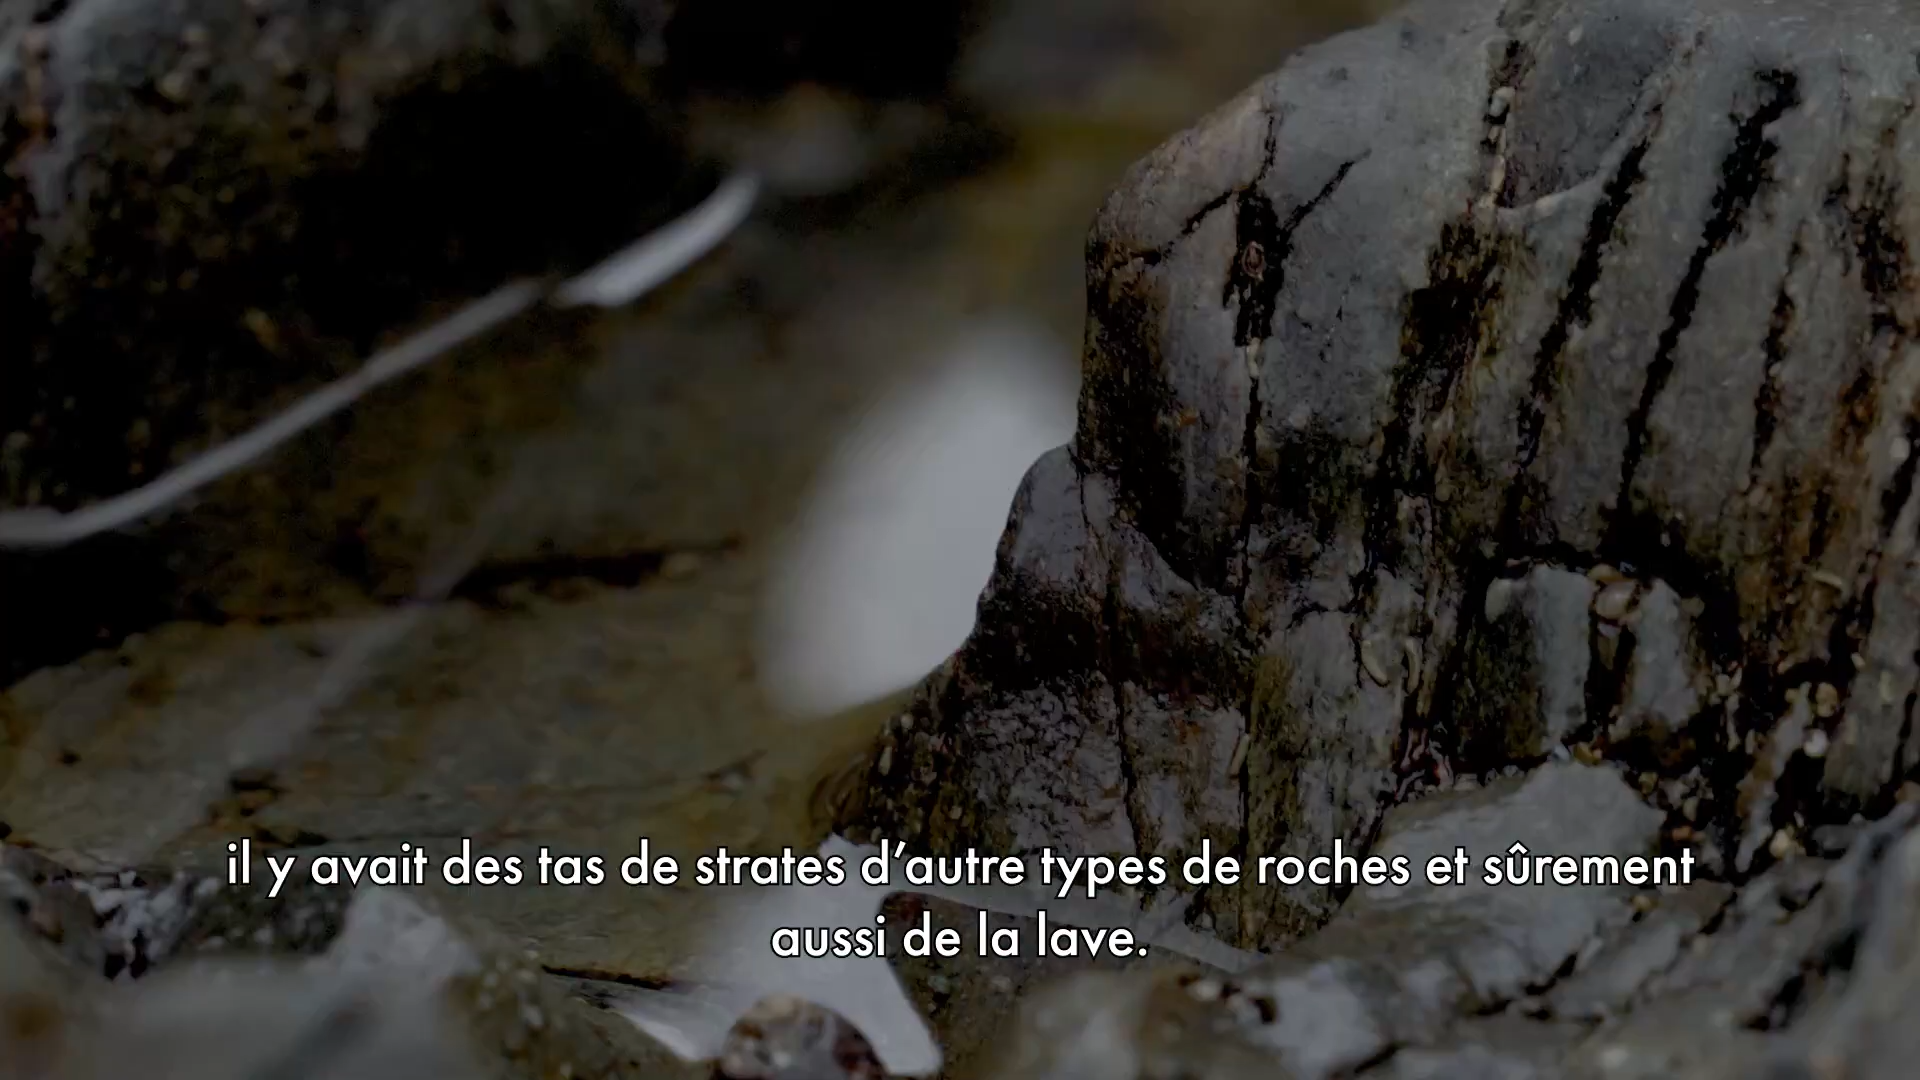 il y avait des tas de strates d’autre types de roches et sûrement
aussi de la lave.